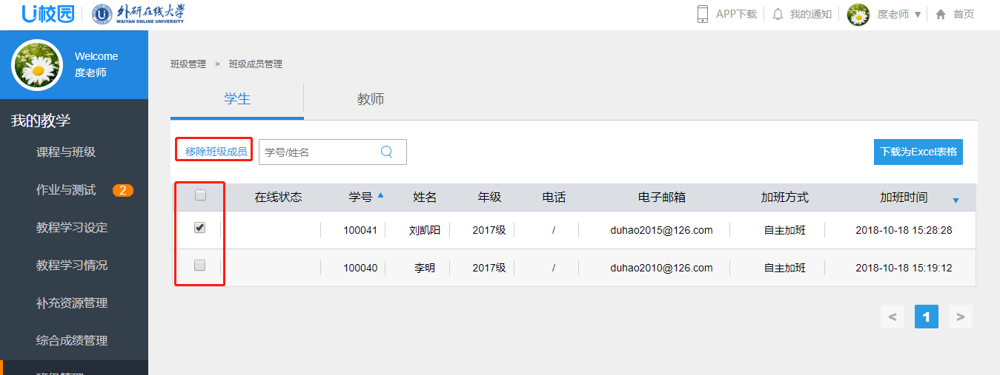 U校园
外研在线大学
WAIYAN ONLINE UNIVERSITY
APP下载
我的通知
度老师 ▼
首页
Welcome
度老师
我的教学
课程与班级
作业与测试 2
教程学习设定
教程学习情况
补充资源管理
综合成绩管理
班级管理
班级管理 > 班级成员管理
学生 教师
移除班级成员 学号/姓名 下载为Excel表格
在线状态 学号 姓名 年级 电话 电子邮箱 加班方式 加班时间
100041 刘凯阳 2017级 / duhao2015@126.com 自主加班 2018-10-18 15:28:28
100040 李明 2017级 / duhao2010@126.com 自主加班 2018-10-18 15:19:12
< 1 >